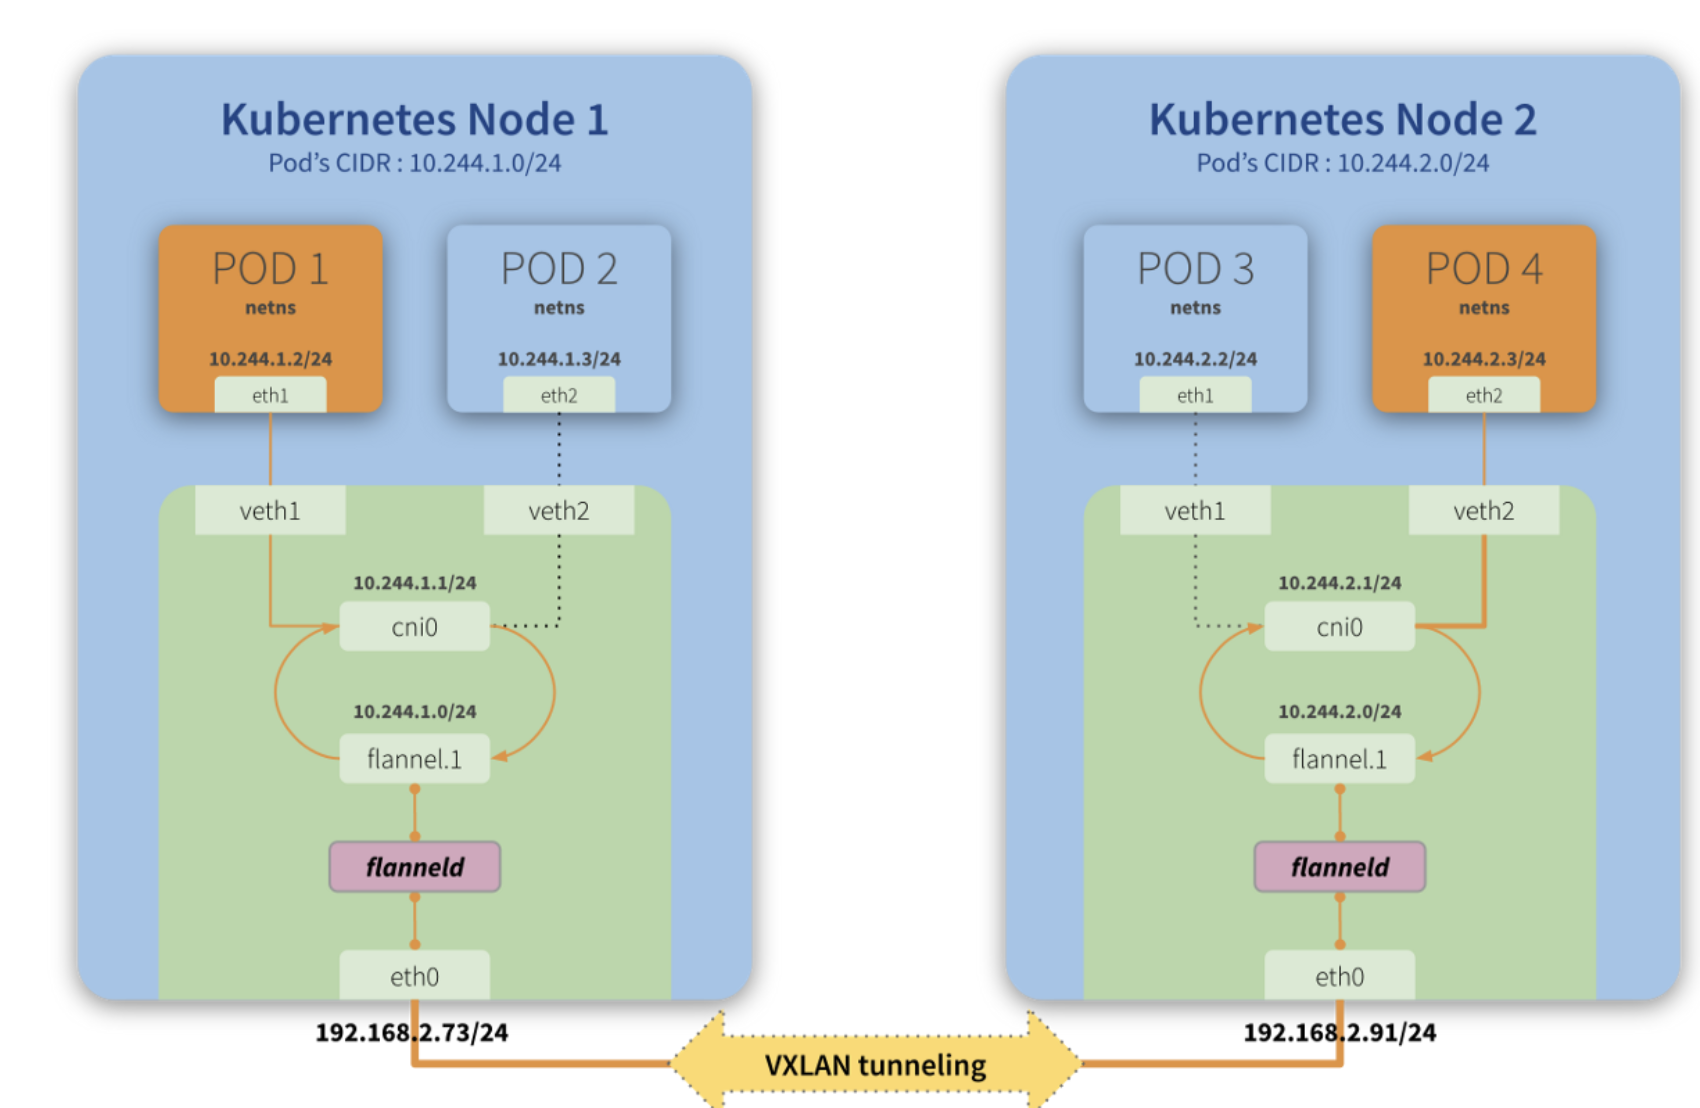 Kubernetes Node 1
Pod’s CIDR : 10.244.1.0/24
POD 1
netns
10.244.1.2/24
eth1
POD 2
netns
10.244.1.3/24
eth2
veth1
veth2
10.244.1.1/24
cni0
10.244.1.0/24
flannel.1
flanneld
eth0
192.168.2.73/24
Kubernetes Node 2
Pod’s CIDR : 10.244.2.0/24
POD 3
netns
10.244.2.2/24
eth1
POD 4
netns
10.244.2.3/24
eth2
veth1
veth2
10.244.2.1/24
cni0
10.244.2.0/24
flannel.1
flanneld
eth0
192.168.2.91/24
VXLAN tunneling